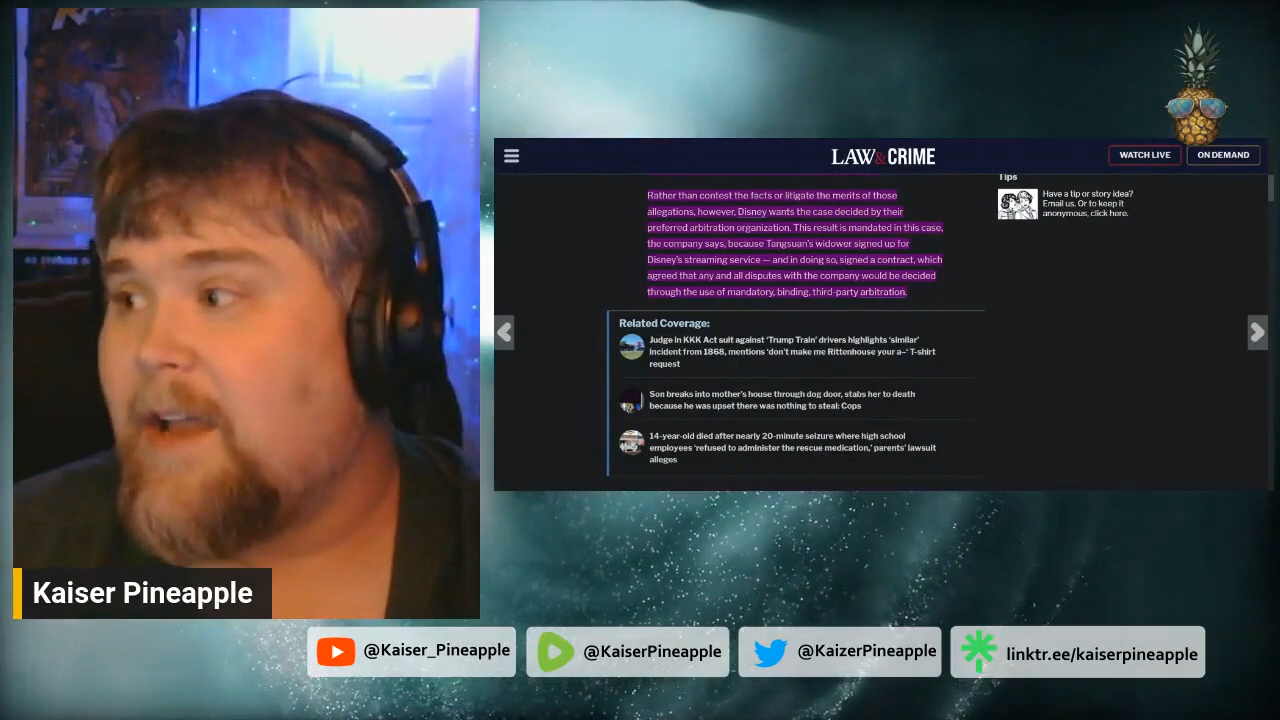 LAW&CRIME
WATCH LIVE
ON DEMAND
Tips
Have a tip or story idea?
Email us. Or to keep it
anonymous, click here.
Rather than contest the facts or litigate the merits of those
allegations, however, Disney wants the case decided by their
preferred arbitration organization. This result is mandated in this case,
the company says, because Tangsuan's widower signed up for
Disney's streaming service — and in doing so, signed a contract, which
agreed that any and all disputes with the company would be decided
through the use of mandatory, binding, third-party arbitration.
Related Coverage:
Judge in KKK Act suit against 'Trump Train' drivers highlights 'similar'
incident from 1868, mentions 'don't make me Rittenhouse your a–' T-shirt
request
Son breaks into mother's house through dog door, stabs her to death
because he was upset there was nothing to steal: Cops
14-year-old died after nearly 20-minute seizure where high school
employees 'refused to administer the rescue medication,' parents' lawsuit
alleges
Kaiser Pineapple
@Kaiser_Pineapple
@KaiserPineapple
@KaizerPineapple
linktr.ee/kaiserpineapple